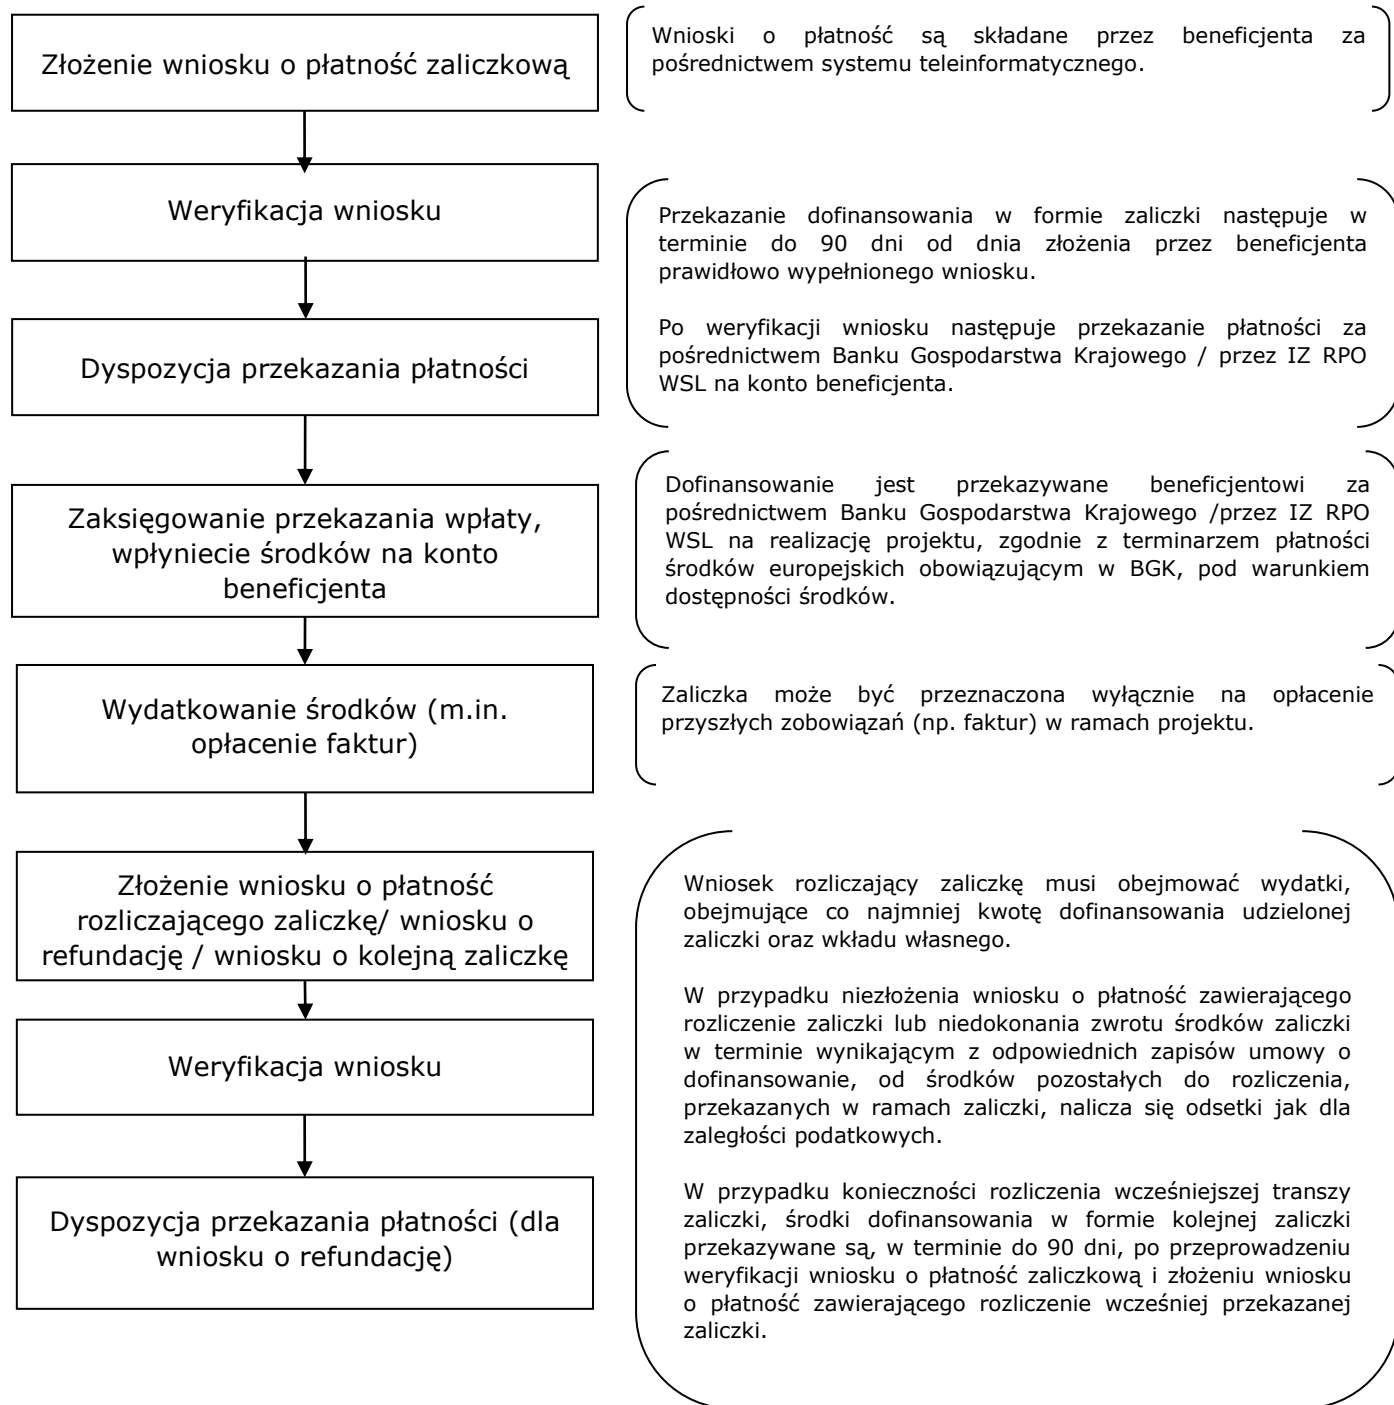 Złożenie wniosku o płatność zaliczkową
Wnioski o płatność są składane przez beneficjenta za
pośrednictwem systemu teleinformatycznego.
Weryfikacja wniosku
Przekazanie dofinansowania w formie zaliczki następuje w
terminie do 90 dni od dnia złożenia przez beneficjenta
prawidłowo wypełnionego wniosku.
Po weryfikacji wniosku następuje przekazanie płatności za
pośrednictwem Banku Gospodarstwa Krajowego / przez IZ RPO
WSL na konto beneficjenta.
Dyspozycja przekazania płatności
Zaksięgowanie przekazania wpłaty,
wpłyniecie środków na konto
beneficjenta
Dofinansowanie jest przekazywane beneficjentowi za
pośrednictwem Banku Gospodarstwa Krajowego /przez IZ RPO
WSL na realizację projektu, zgodnie z terminarzem płatności
środków europejskich obowiązującym w BGK, pod warunkiem
dostępności środków.
Wydatkowanie środków (m.in.
opłacenie faktur)
Zaliczka może być przeznaczona wyłącznie na opłacenie
przyszłych zobowiązań (np. faktur) w ramach projektu.
Złożenie wniosku o płatność
rozliczającego zaliczkę/ wniosku o
refundację / wniosku o kolejną zaliczkę
Weryfikacja wniosku
Dyspozycja przekazania płatności (dla
wniosku o refundację)
Wniosek rozliczający zaliczkę musi obejmować wydatki,
obejmujące co najmniej kwotę dofinansowania udzielonej
zaliczki oraz wkładu własnego.
W przypadku niezłożenia wniosku o płatność zawierającego
rozliczenie zaliczki lub niedokonania zwrotu środków zaliczki
w terminie wynikającym z odpowiednich zapisów umowy o
dofinansowanie, od środków pozostałych do rozliczenia,
przekazanych w ramach zaliczki, nalicza się odsetki jak dla
zaległości podatkowych.
W przypadku konieczności rozliczenia wcześniejszej transzy
zaliczki, środki dofinansowania w formie kolejnej zaliczki
przekazywane są, w terminie do 90 dni, po przeprowadzeniu
weryfikacji wniosku o płatność zaliczkową i złożeniu wniosku
o płatność zawierającego rozliczenie wcześniej przekazanej
zaliczki.